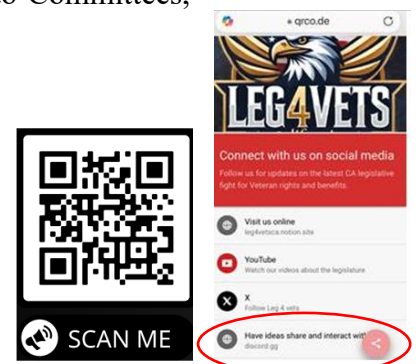 to Committees,
qrco.de
LEG4VETS
Connect with us on social media
Follow us for updates on the latest CA legislative
fight for Veteran rights and benefits.
Visit us online
leg4vetsca.notion.site
YouTube
Watch our videos about the legislature
X
Follow Leg 4 vets
Have ideas share and interact with
discord.gg
SCAN ME